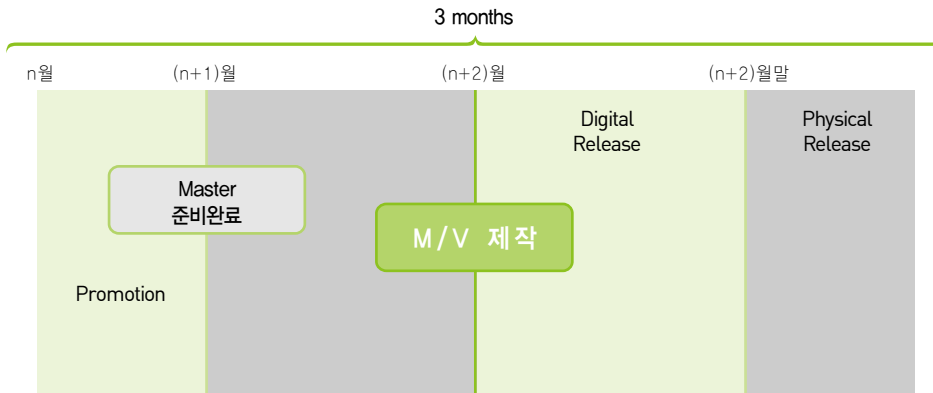 3 months
n월
(n+1)월
(n+2)월
(n+2)월말
Digital
Release
Physical
Release
Master
준비완료
M/V 제작
Promotion